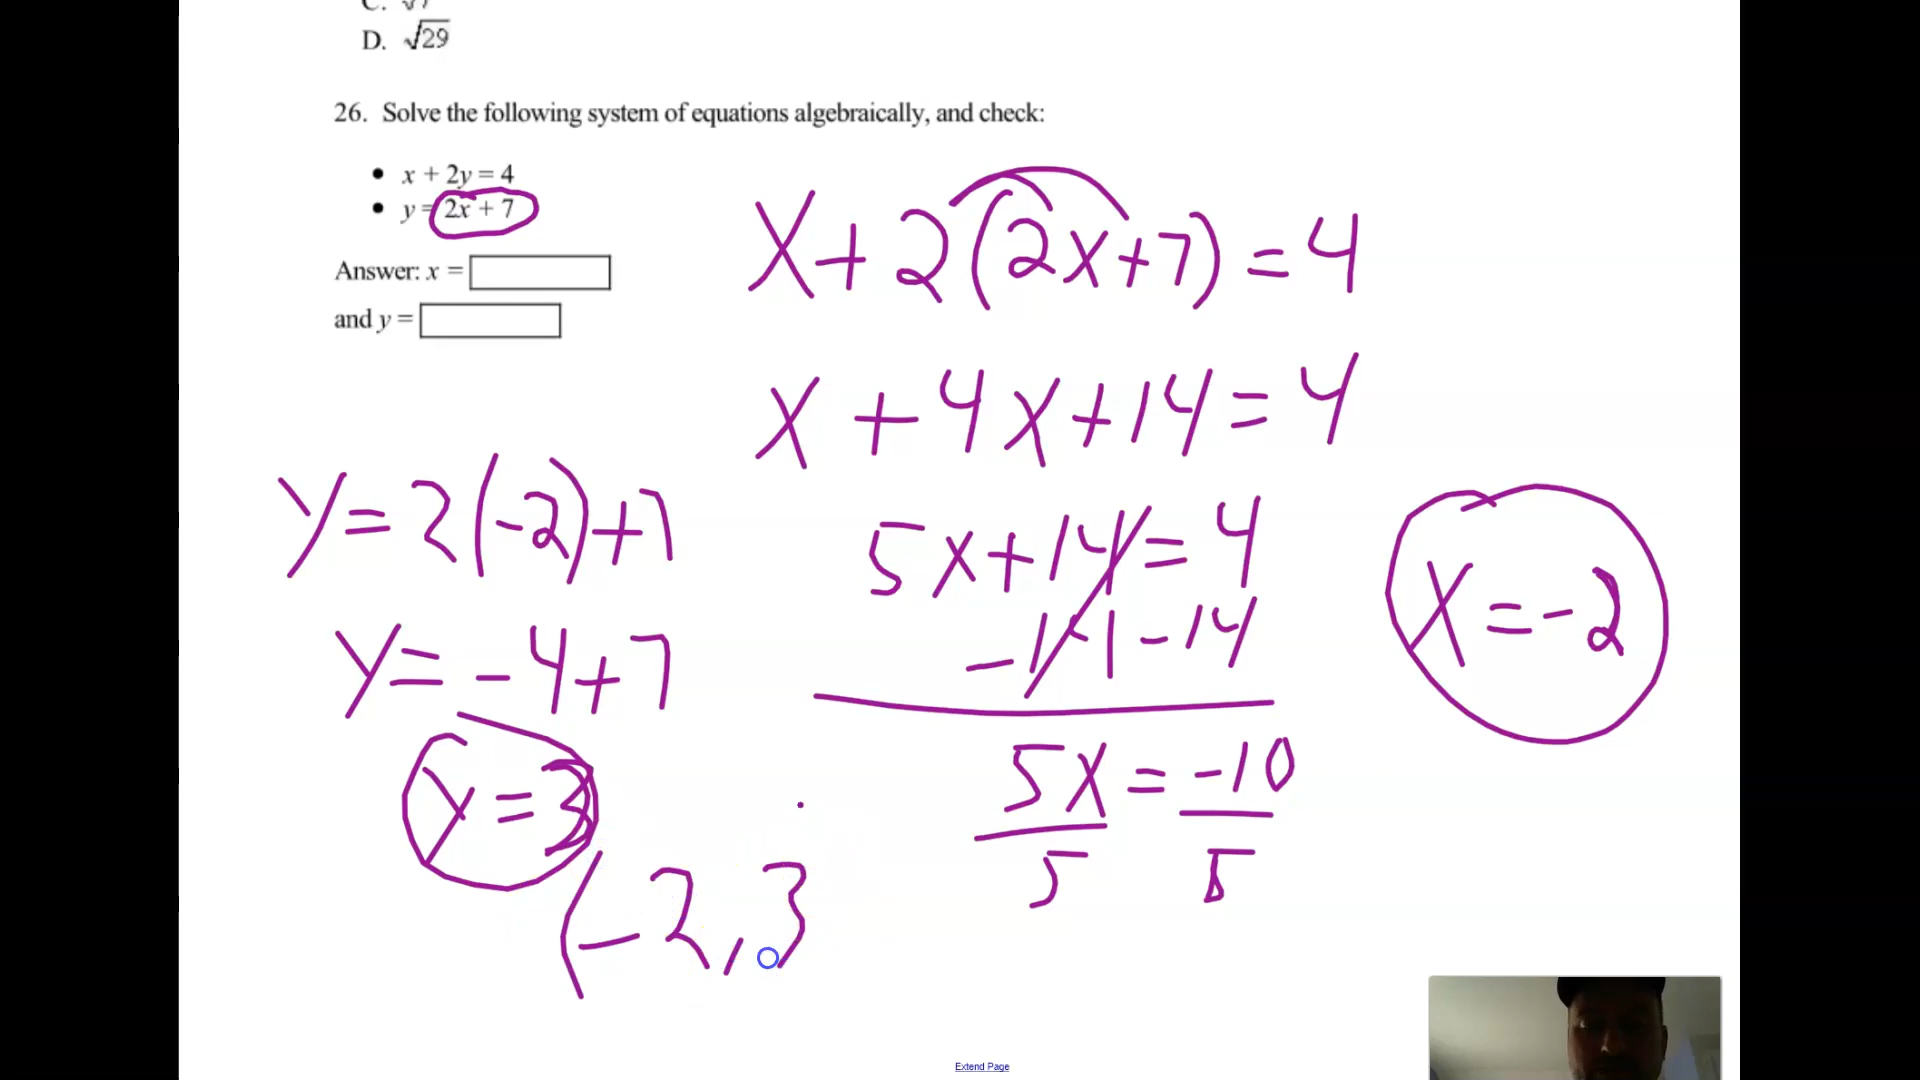 D. √29
26. Solve the following system of equations algebraically, and check:
• x + 2y = 4
• y = 2x + 7
Answer: x =
and y =
x + 2(2x+7) = 4
x + 4x + 14 = 4
5x + 14 = 4
-14 -14
5x = -10
5 5
x = -2
y = 2(-2)+7
y = -4+7
y = 3
(-2,3
Extend Page